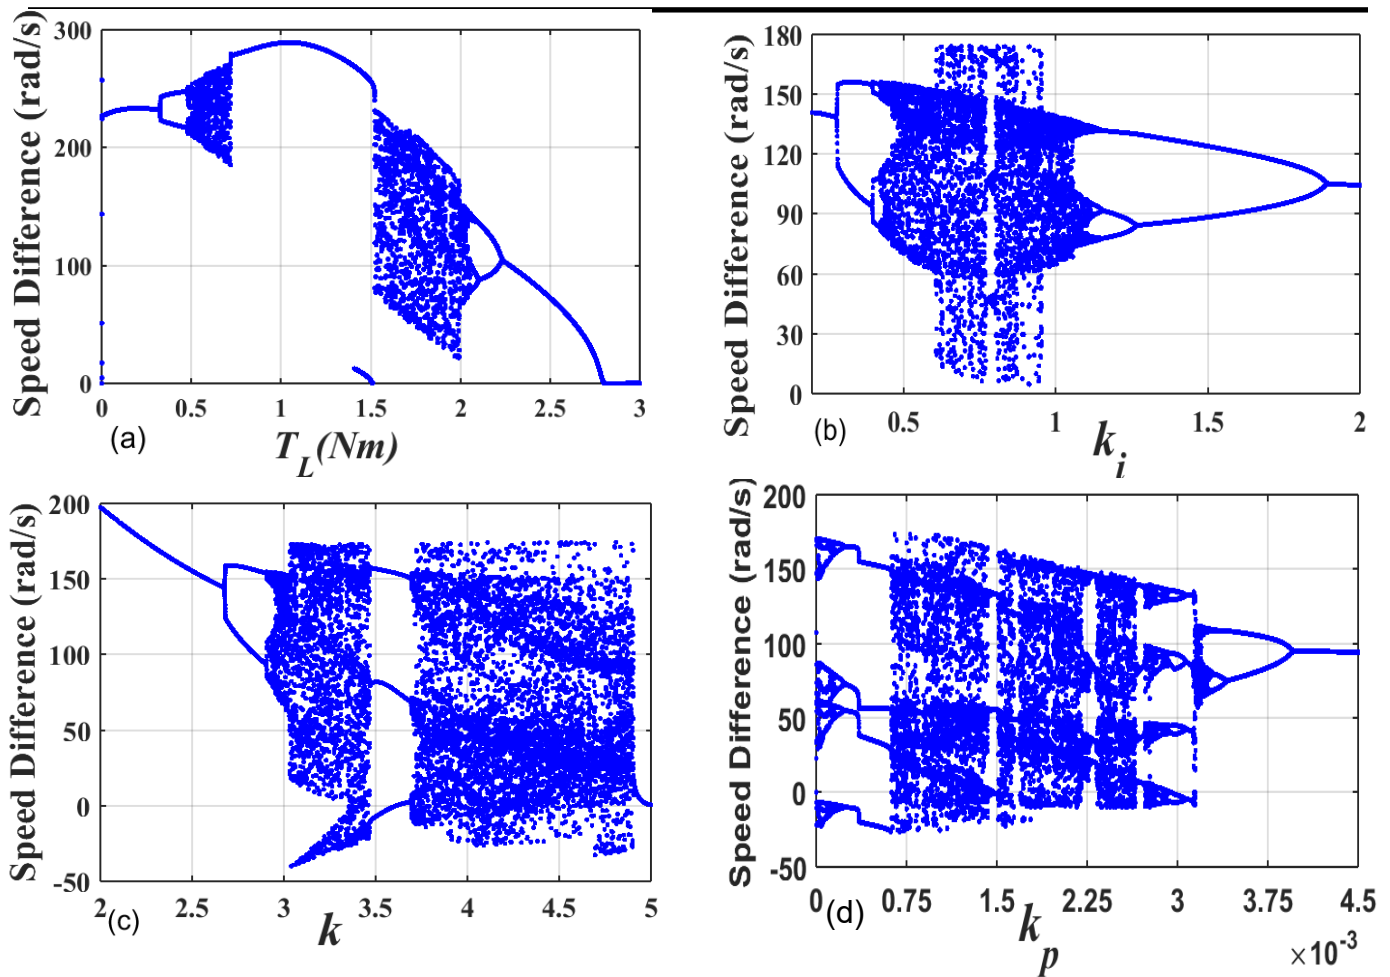 Speed Difference (rad/s)
300
200
100
0
0 0.5 1 1.5 2 2.5 3
(a)
T_L(Nm)
Speed Difference (rad/s)
180
150
120
90
60
30
0
0.5 1 1.5 2
(b)
k_i
Speed Difference (rad/s)
200
150
100
50
0
-50
2 2.5 3 3.5 4 4.5 5
(c)
k
Speed Difference (rad/s)
200
150
100
50
0
-50
0 0.75 1.5 2.25 3 3.75 4.5
(d)
k_p
×10⁻³